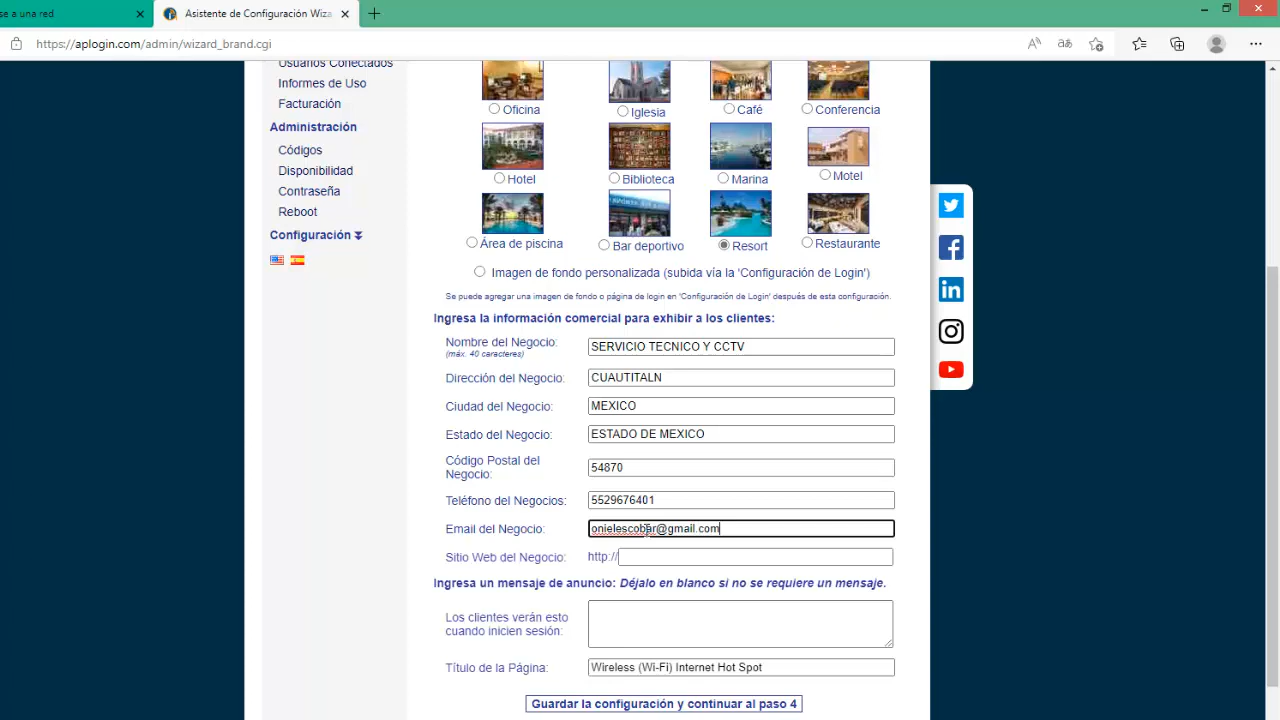 se a una red
Asistente de Configuración Wiza
https://aplogin.com/admin/wizard_brand.cgi
Usuarios Conectados
Informes de Uso
Facturación
Administración
Códigos
Disponibilidad
Contraseña
Reboot
Configuración
Oficina
Iglesia
Café
Conferencia
Hotel
Biblioteca
Marina
Motel
Área de piscina
Bar deportivo
Resort
Restaurante
Imagen de fondo personalizada (subida vía la 'Configuración de Login')
Se puede agregar una imagen de fondo o página de login en 'Configuración de Login' después de esta configuración.
Ingresa la información comercial para exhibir a los clientes:
Nombre del Negocio: SERVICIO TECNICO Y CCTV
(máx. 40 caracteres)
Dirección del Negocio: CUAUTITALN
Ciudad del Negocio: MEXICO
Estado del Negocio: ESTADO DE MEXICO
Código Postal del
Negocio: 54870
Teléfono del Negocios: 5529676401
Email del Negocio: onielescobar@gmail.com
Sitio Web del Negocio: http://
Ingresa un mensaje de anuncio: Déjalo en blanco si no se requiere un mensaje.
Los clientes verán esto
cuando inicien sesión:
Título de la Página: Wireless (Wi-Fi) Internet Hot Spot
Guardar la configuración y continuar al paso 4